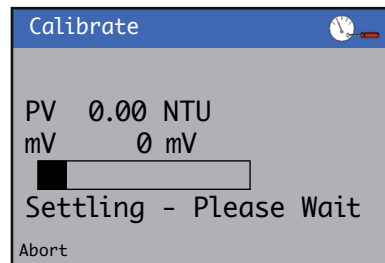 Calibrate
PV 0.00 NTU
mV 0 mV
Settling - Please Wait
Abort